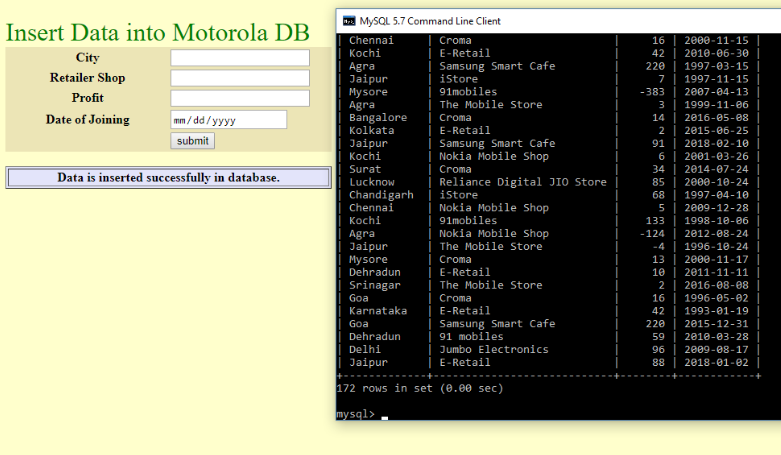 Insert Data into Motorola DB
City
Retailer Shop
Profit
Date of Joining mm/dd/yyyy
submit
Data is inserted successfully in database.
MySQL 5.7 Command Line Client
| Chennai | Croma | 16 | 2000-11-15 |
| Kochi | E-Retail | 42 | 2010-06-30 |
| Agra | Samsung Smart Cafe | 220 | 1997-03-15 |
| Jaipur | iStore | 7 | 1997-11-15 |
| Mysore | 91mobiles | -383 | 2007-04-13 |
| Agra | The Mobile Store | 3 | 1999-11-06 |
| Bangalore | Croma | 14 | 2016-05-08 |
| Kolkata | E-Retail | 2 | 2015-06-25 |
| Jaipur | Samsung Smart Cafe | 91 | 2018-02-10 |
| Kochi | Nokia Mobile Shop | 6 | 2001-03-26 |
| Surat | Croma | 34 | 2014-07-24 |
| Lucknow | Reliance Digital JIO Store | 85 | 2000-10-24 |
| Chandigarh | iStore | 68 | 1997-04-10 |
| Chennai | Nokia Mobile Shop | 5 | 2009-12-28 |
| Kochi | 91mobiles | 133 | 1998-10-06 |
| Agra | Nokia Mobile Shop | -124 | 2012-08-24 |
| Jaipur | The Mobile Store | -4 | 1996-10-24 |
| Mysore | Croma | 13 | 2000-11-17 |
| Dehradun | E-Retail | 10 | 2011-11-11 |
| Srinagar | The Mobile Store | 2 | 2016-08-08 |
| Goa | Croma | 16 | 1996-05-02 |
| Karnataka | E-Retail | 42 | 1993-01-19 |
| Goa | Samsung Smart Cafe | 220 | 2015-12-31 |
| Dehradun | 91 mobiles | 59 | 2010-03-28 |
| Delhi | Jumbo Electronics | 96 | 2009-08-17 |
| Jaipur | E-Retail | 88 | 2018-01-02 |
+------------+----------------------------+--------+------------+
172 rows in set (0.00 sec)
mysql> _